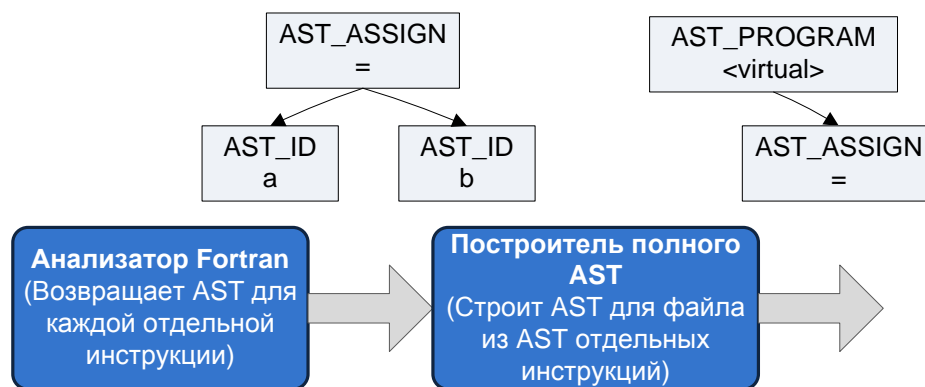 AST_ASSIGN
=
AST_PROGRAM
<virtual>
AST_ID
a
AST_ID
b
AST_ASSIGN
=
Анализатор Fortran
(Возвращает AST для
каждой отдельной
инструкции)
Построитель полного
AST
(Строит AST для файла
из AST отдельных
инструкций)